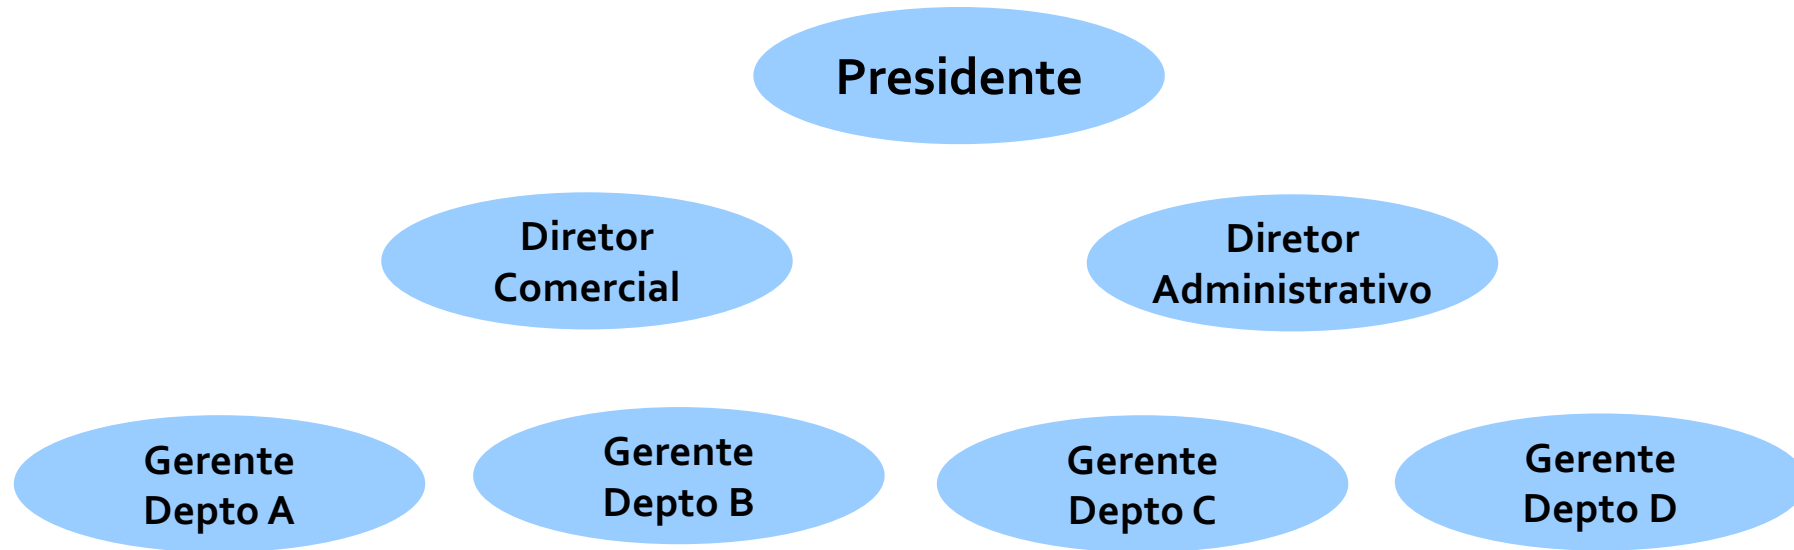 Presidente
Diretor
Comercial
Diretor
Administrativo
Gerente
Depto A
Gerente
Depto B
Gerente
Depto C
Gerente
Depto D